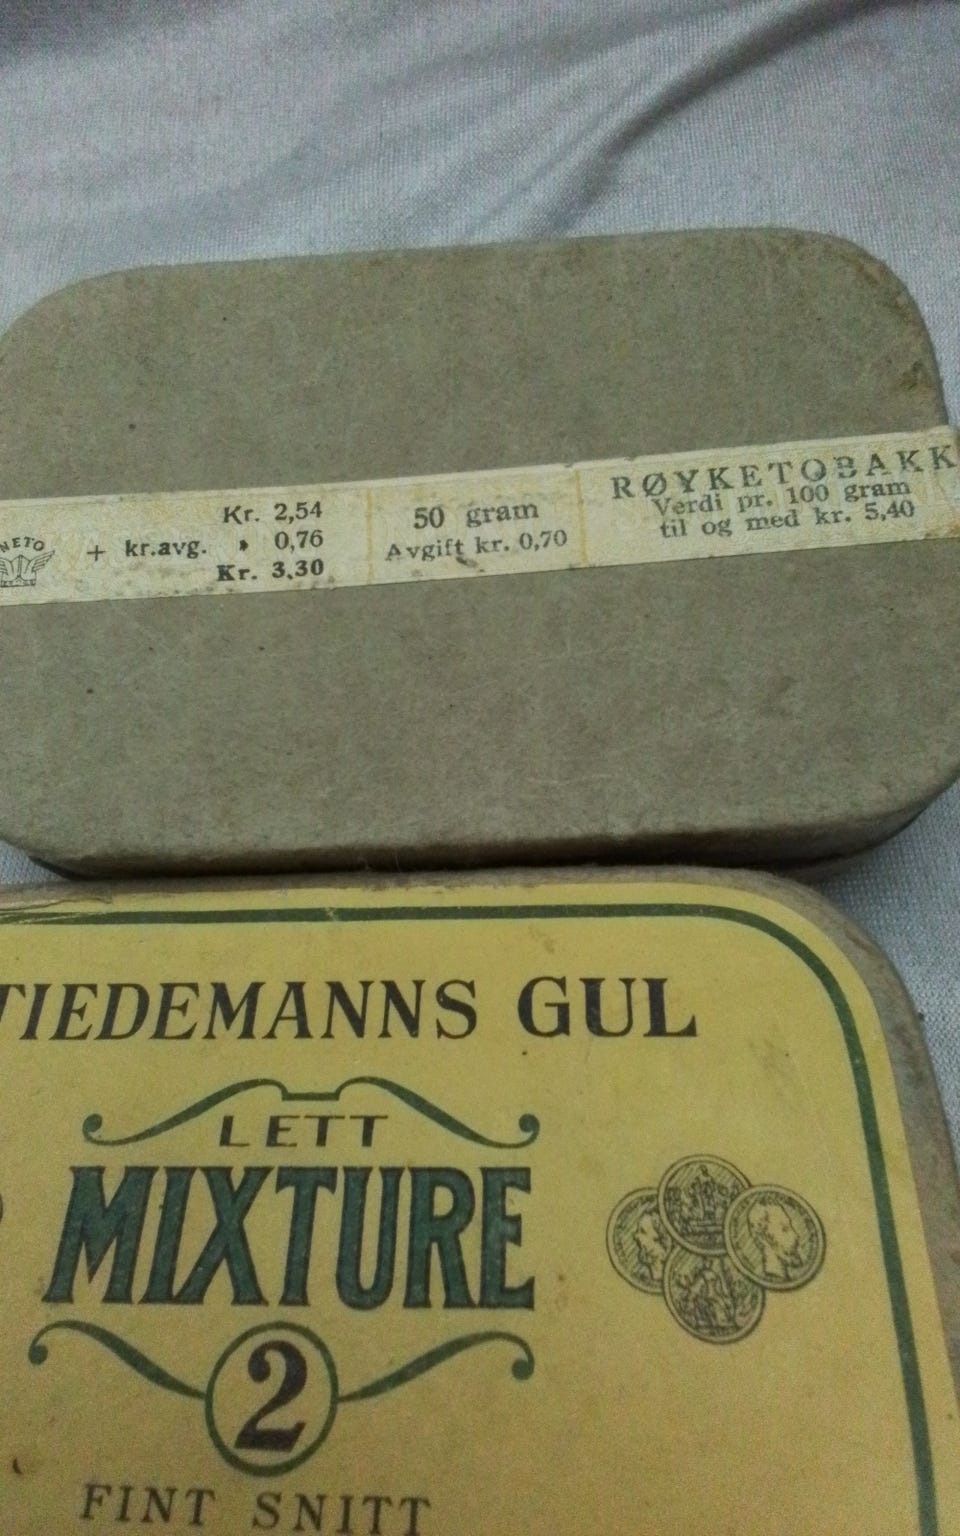 RØYKETOBAKK
Verdi pr. 100 gram
til og med kr. 5,40
50 gram
Avgift kr. 0,70
Kr. 2,54
+ kr.avg. » 0,76
Kr. 3,30
NETO
TIEDEMANNS GUL
LETT
MIXTURE
2
FINT SNITT